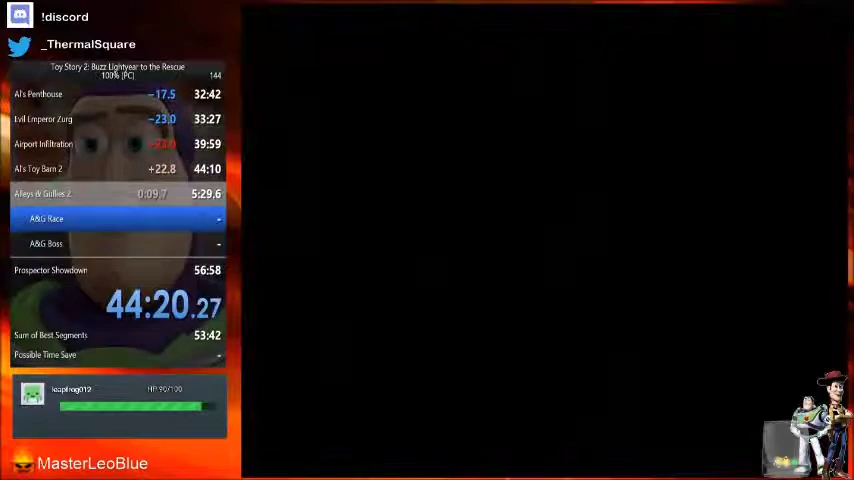 !discord
_ThermalSquare
Toy Story 2: Buzz Lightyear to the Rescue
100% (PC) 144
Al's Penthouse −17.5 32:42
Evil Emperor Zurg −23.0 33:27
Airport Infiltration +23.0 39:59
Al's Toy Barn 2 +22.8 44:10
Alleys & Gullies 2 0:09.7 5:29.6
A&G Race -
A&G Boss -
Prospector Showdown 56:58
44:20.27
Sum of Best Segments 53:42
Possible Time Save -
leapfrog012 HP 90/100
MasterLeoBlue